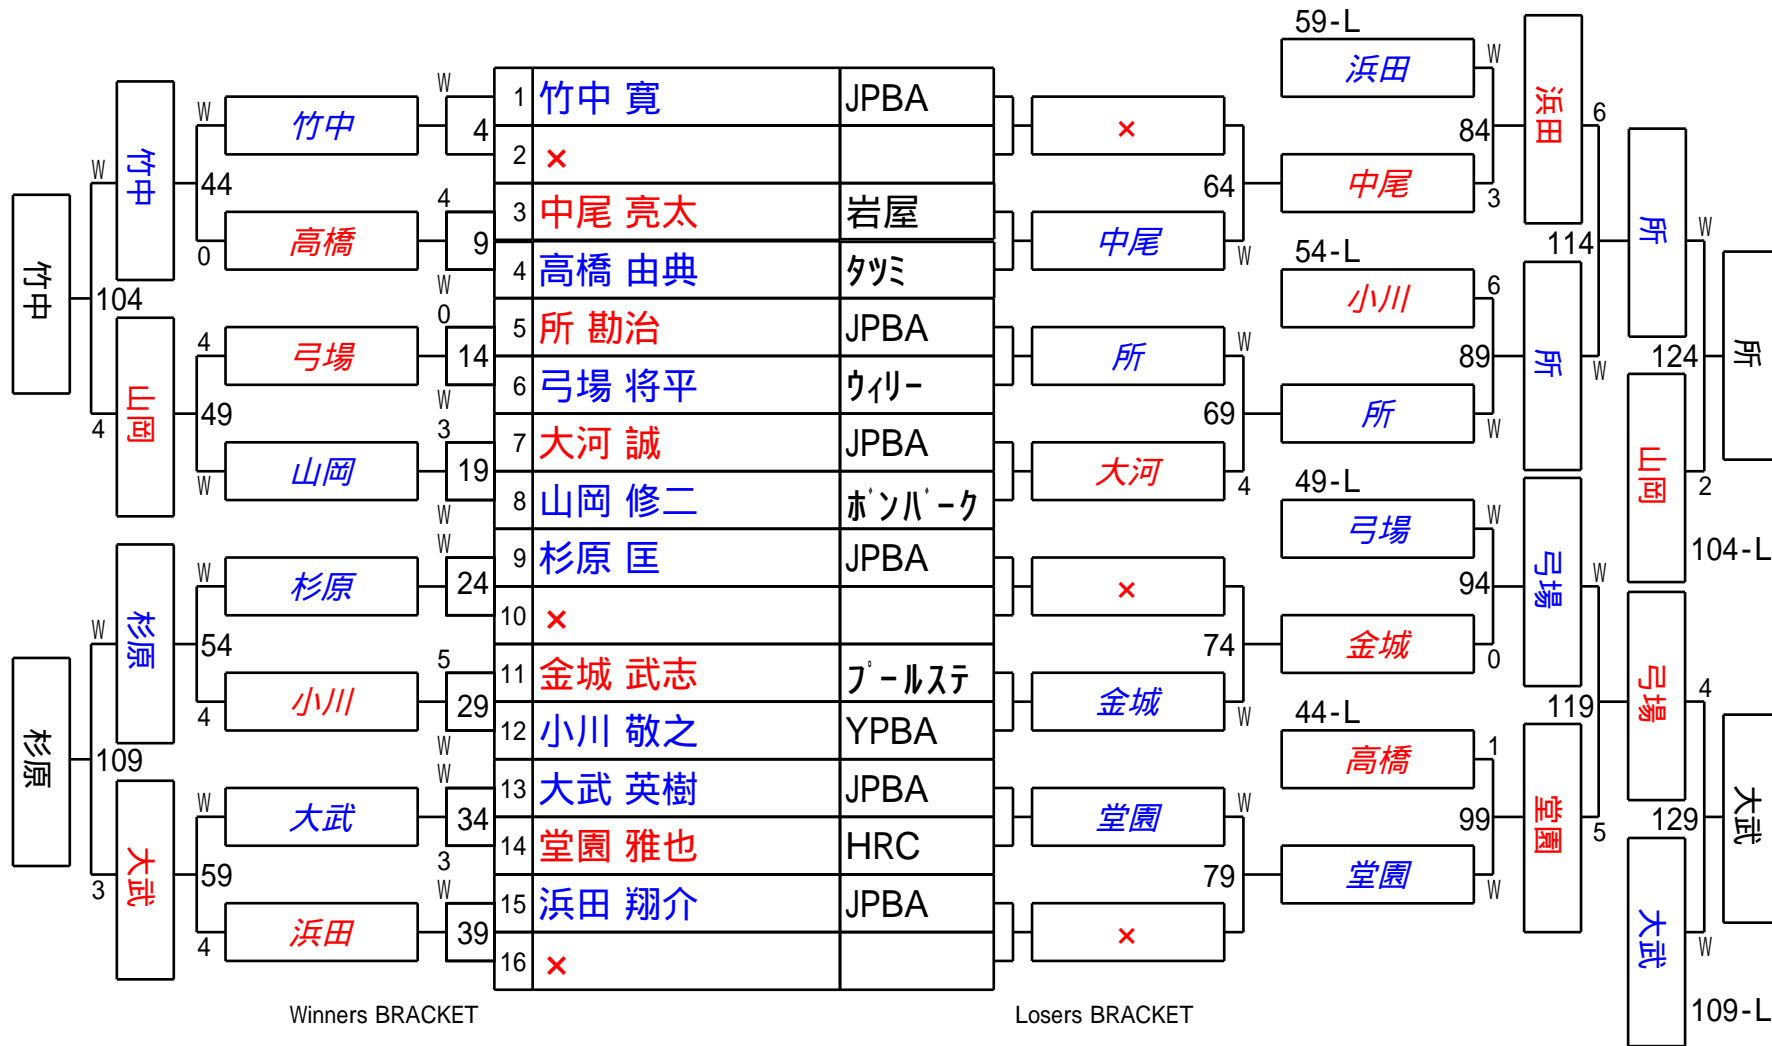 59-L
W
浜田
W
浜田
6
84
中尾
3
W
竹中
W
竹中
W
1 竹中 寛 JPBA
4
2 ×
×
64
中尾
W
44
高橋
0
4
3 中尾 亮太 岩屋
9
4 高橋 由典 タツミ
W
竹中
104
W
山岡
4
4
弓場
0
5 所 勘治 JPBA
14
6 弓場 将平 ウィリー
W
49
山岡
W
3
7 大河 誠 JPBA
19
8 山岡 修二 ボンバーク
W
所
W
69
大河
4
54-L
小川
6
89
所
W
所
W
114
所
W
124
所
山岡
2
104-L
杉原
W
杉原
W
W
9 杉原 匡 JPBA
24
10 ×
×
74
金城
W
54
小川
4
5
11 金城 武志 プールステ
29
12 小川 敬之 YPBA
W
杉原
109
W
大武
3
大武
W
W
13 大武 英樹 JPBA
34
14 堂園 雅也 HRC
3
59
浜田
4
W
15 浜田 翔介 JPBA
39
16 ×
堂園
W
79
×
49-L
弓場
W
94
金城
0
弓場
W
119
44-L
高橋
1
99
堂園
W
堂園
5
弓場
4
129
大武
大武
W
109-L
Winners BRACKET
Losers BRACKET